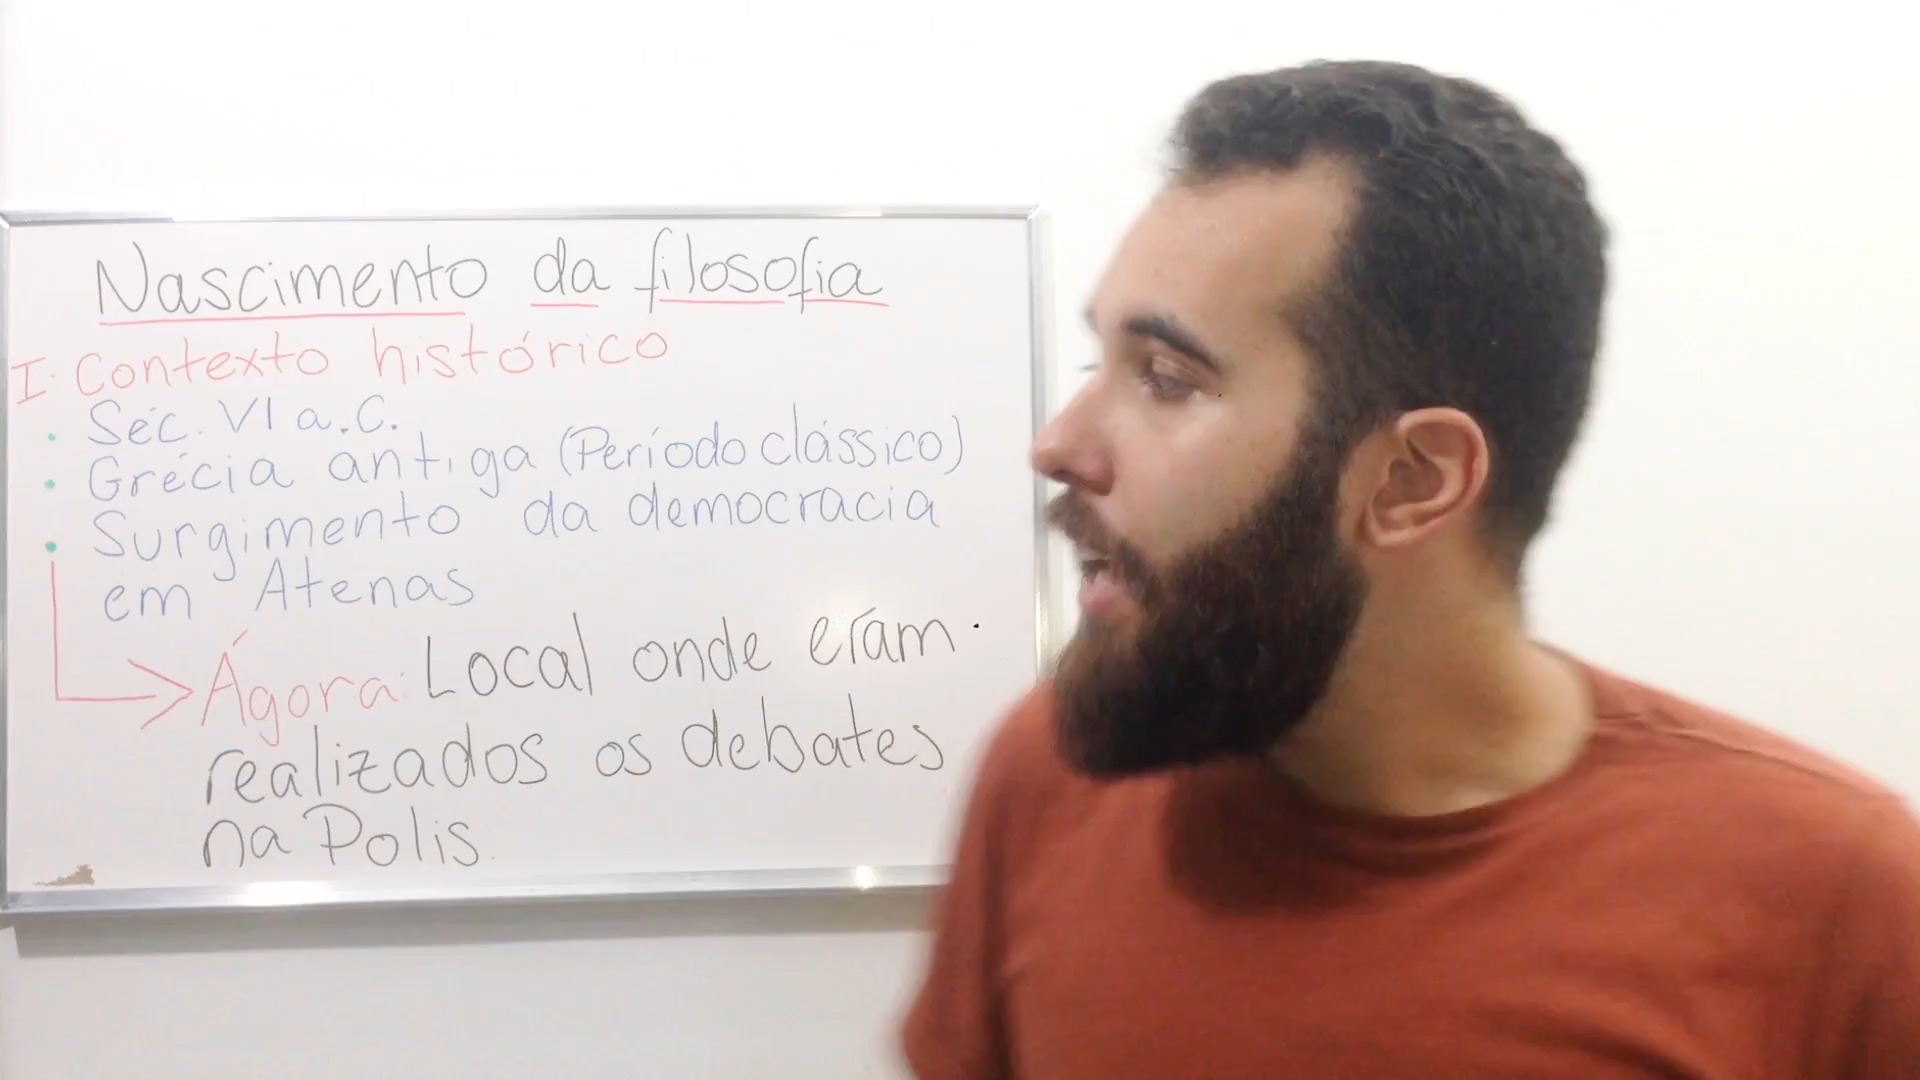 Nascimento da filosofia
I. Contexto histórico
• Séc. VI a.C.
• Grécia antiga (Período clássico)
• Surgimento da democracia
em Atenas
Ágora: Local onde eram
realizados os debates
na Polis.